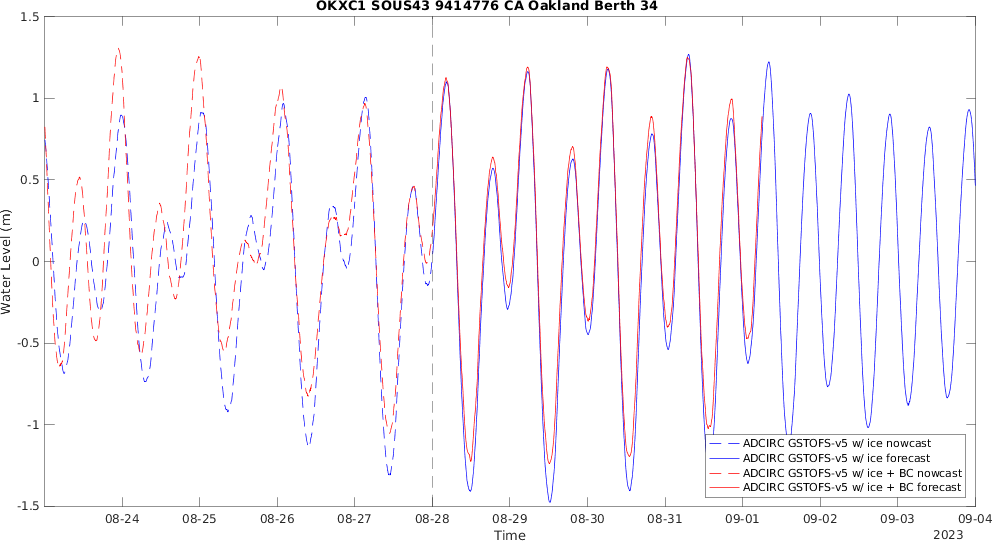 OKXC1 SOUS43 9414776 CA Oakland Berth 34
Water Level (m)
1.5
1
0.5
0
-0.5
-1
-1.5
ADCIRC GSTOFS-v5 w/ ice nowcast
ADCIRC GSTOFS-v5 w/ ice forecast
ADCIRC GSTOFS-v5 w/ ice + BC nowcast
ADCIRC GSTOFS-v5 w/ ice + BC forecast
08-24 08-25 08-26 08-27 08-28 08-29 08-30 08-31 09-01 09-02 09-03 09-04
Time
2023